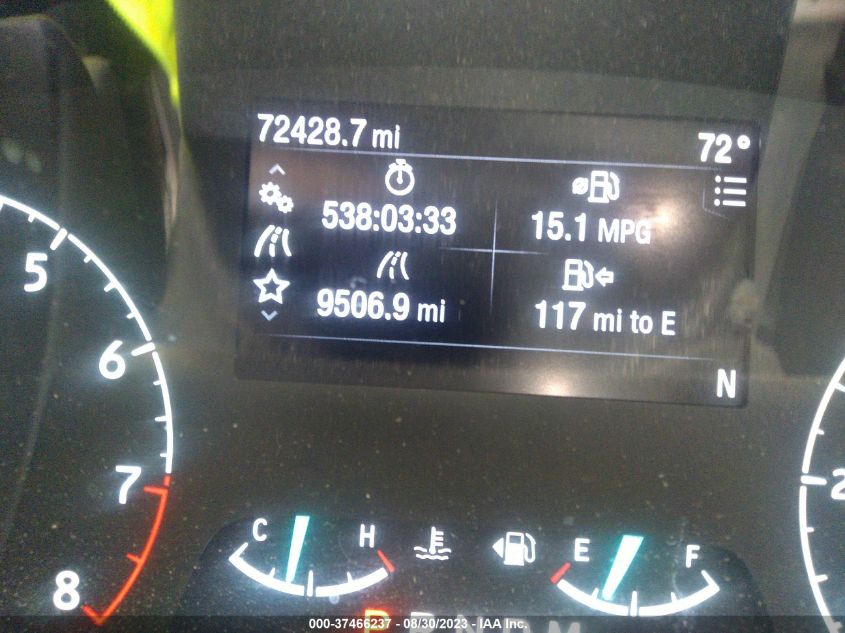 72428.7 mi
72°
538:03:33
15.1 MPG
9506.9 mi
117 mi to E
N
5
6
7
8
2
C H
E F
P R N A M
000-37466237 - 08/30/2023 - IAA Inc.